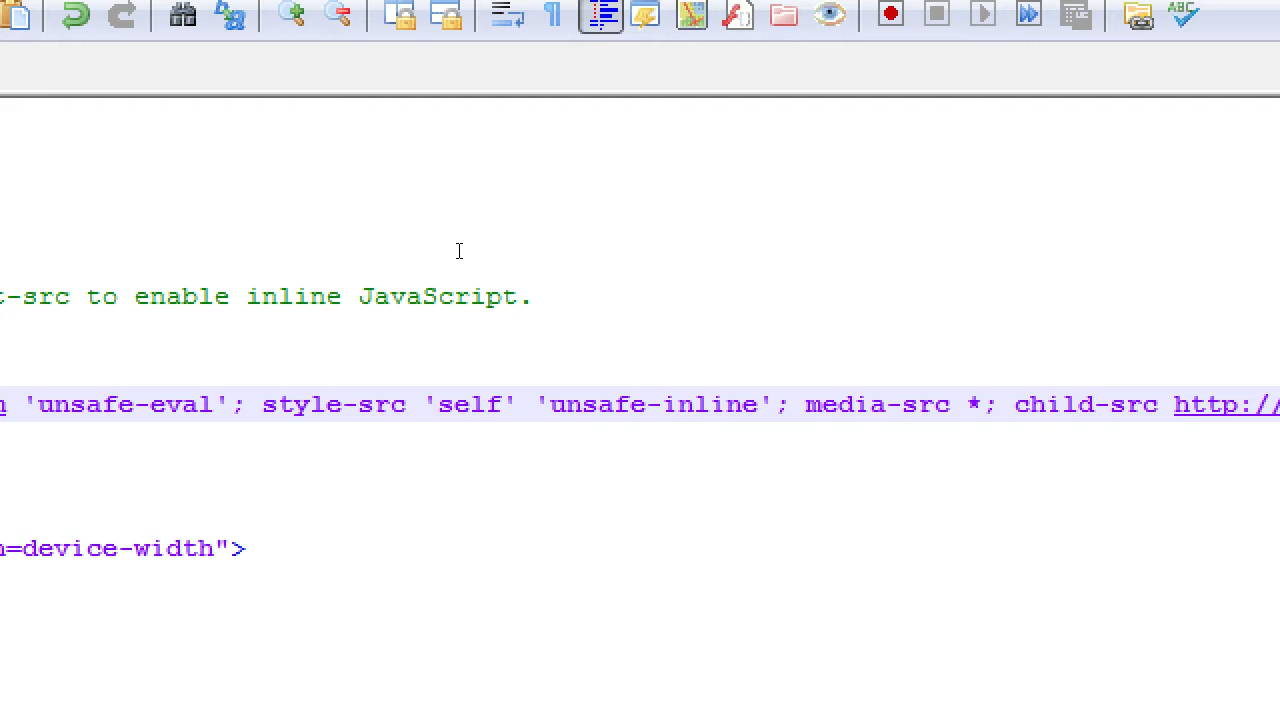 ABC
t-src to enable inline JavaScript.
m 'unsafe-eval'; style-src 'self' 'unsafe-inline'; media-src *; child-src http://
n=device-width">